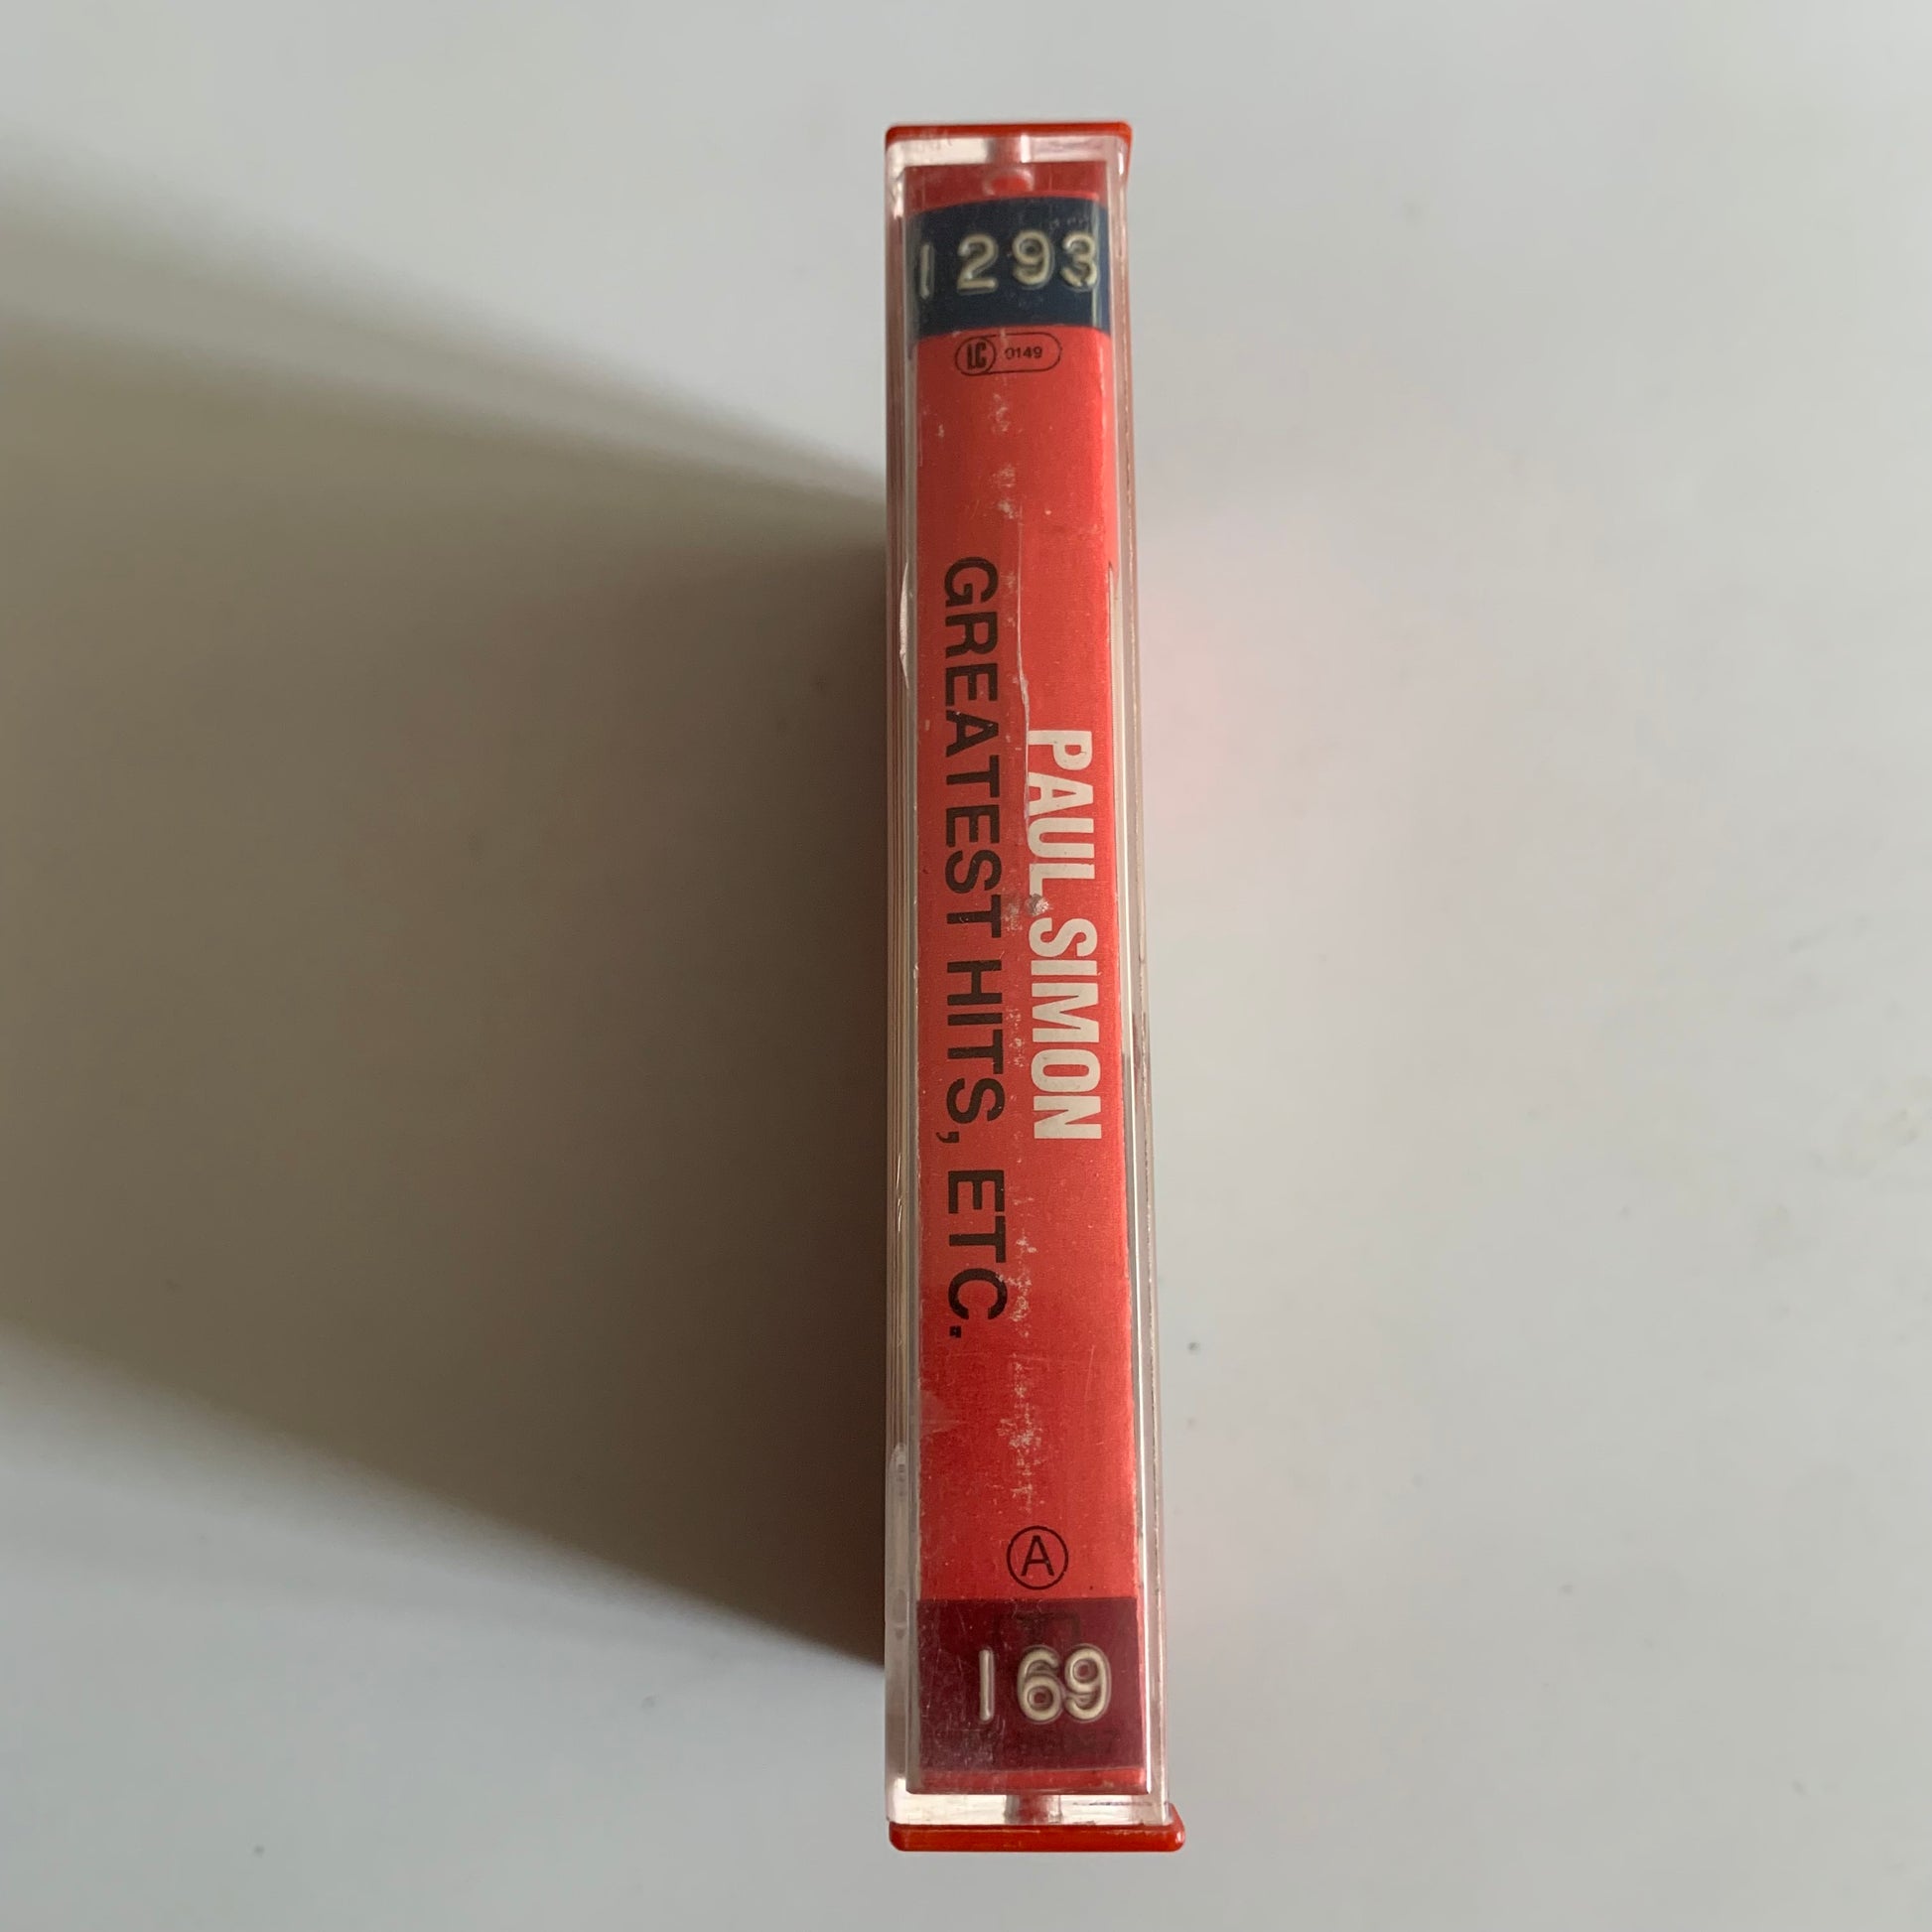 1293
LC 0149
PAUL SIMON
GREATEST HITS, ETC.
A
169